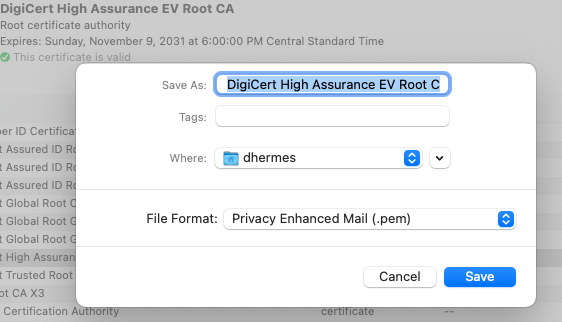 DigiCert High Assurance EV Root CA
Root certificate authority
Expires: Sunday, November 9, 2031 at 6:00:00 PM Central Standard Time
This certificate is valid
Save As: DigiCert High Assurance EV Root C
Tags:
Where: dhermes
File Format: Privacy Enhanced Mail (.pem)
Cancel Save
er ID Certifica
t Assured ID Ro
t Assured ID Ro
t Assured ID Ro
t Global Root C
t Global Root G
t Global Root G
t High Assuran
t Trusted Root
ot CA X3
Certification Authority certificate --